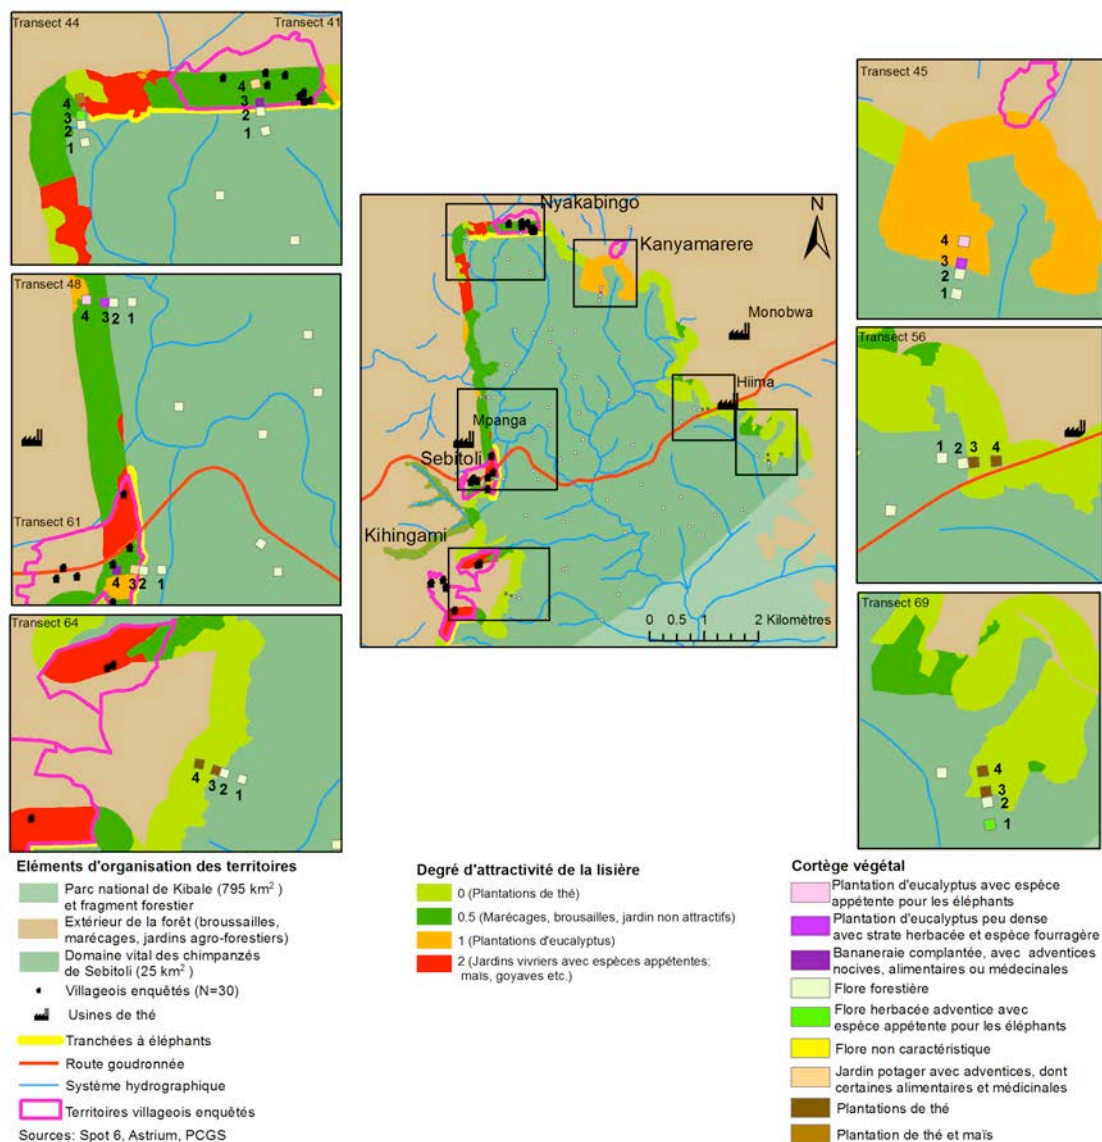 Transect 44
Transect 41
4
3
2
1
4
3
2
1
Transect 48
4
3
2
1
Transect 61
4
3
2
1
Transect 64
4
3
2
1
Nyakabingo
N
Kanyamarere
Monobwa
Hiima
Mpanga
Sebitoli
Kihingami
0 0.5 1 2 Kilomètres
Transect 45
4
3
2
1
Transect 56
1
2
3
4
Transect 69
4
3
2
1
Eléments d'organisation des territoires
Parc national de Kibale (795 km²)
et fragment forestier
Extérieur de la forêt (broussailles,
marécages, jardins agro-forestiers)
Domaine vital des chimpanzés
de Sebitoli (25 km²)
Villageois enquêtés (N=30)
Usines de thé
Tranchées à éléphants
Route goudronnée
Système hydrographique
Territoires villageois enquêtés
Sources: Spot 6, Astrium, PCGS
Degré d'attractivité de la lisière
0 (Plantations de thé)
0.5 (Marécages, brousailles, jardin non attractifs)
1 (Plantations d'eucalyptus)
2 (Jardins vivriers avec espèces appétentes:
maïs, goyaves etc.)
Cortège végétal
Plantation d'eucalyptus avec espèce
appétente pour les éléphants
Plantation d'eucalyptus peu dense
avec strate herbacée et espèce fourragère
Bananeraie complantée, avec adventices
nocives, alimentaires ou médecinales
Flore forestière
Flore herbacée adventice avec
espèce appétente pour les éléphants
Flore non caractéristique
Jardin potager avec adventices, dont
certaines alimentaires et médicinales
Plantations de thé
Plantation de thé et maïs